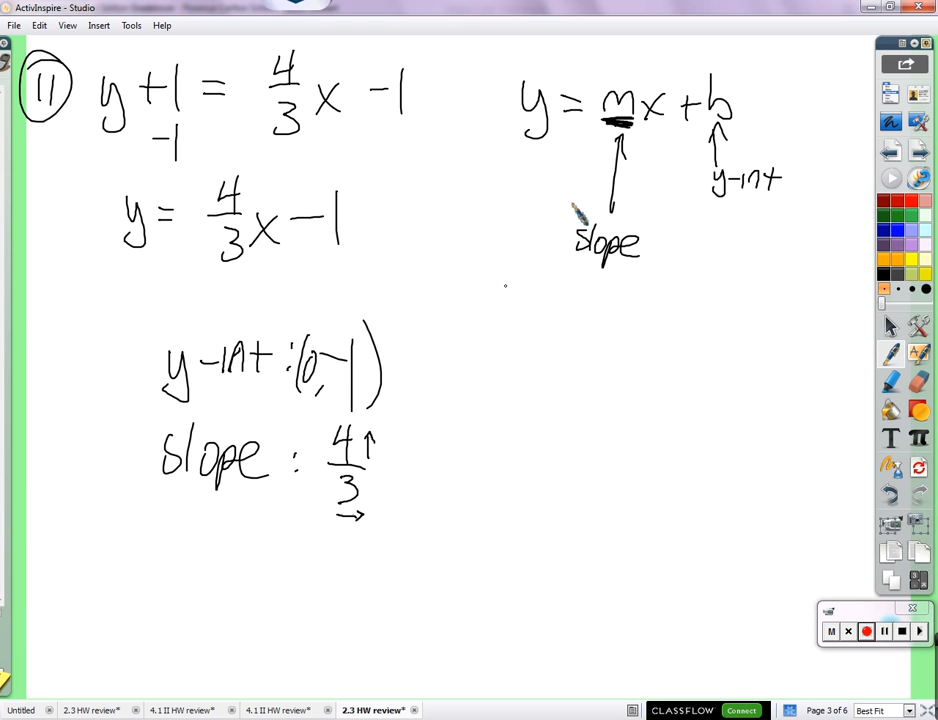 ActivInspire - Studio
File Edit View Insert Tools Help
11 y + 1 = 4/3 x - 1
-1
y = 4/3 x - 1
y-int : (0, -1)
slope : 4↑/3→
y = mx + b
y-int
slope
M
Untitled 2.3 HW review* 4.1 II HW review* 4.1 II HW review* 2.3 HW review* CLASSFLOW Connect Page 3 of 6 Best Fit